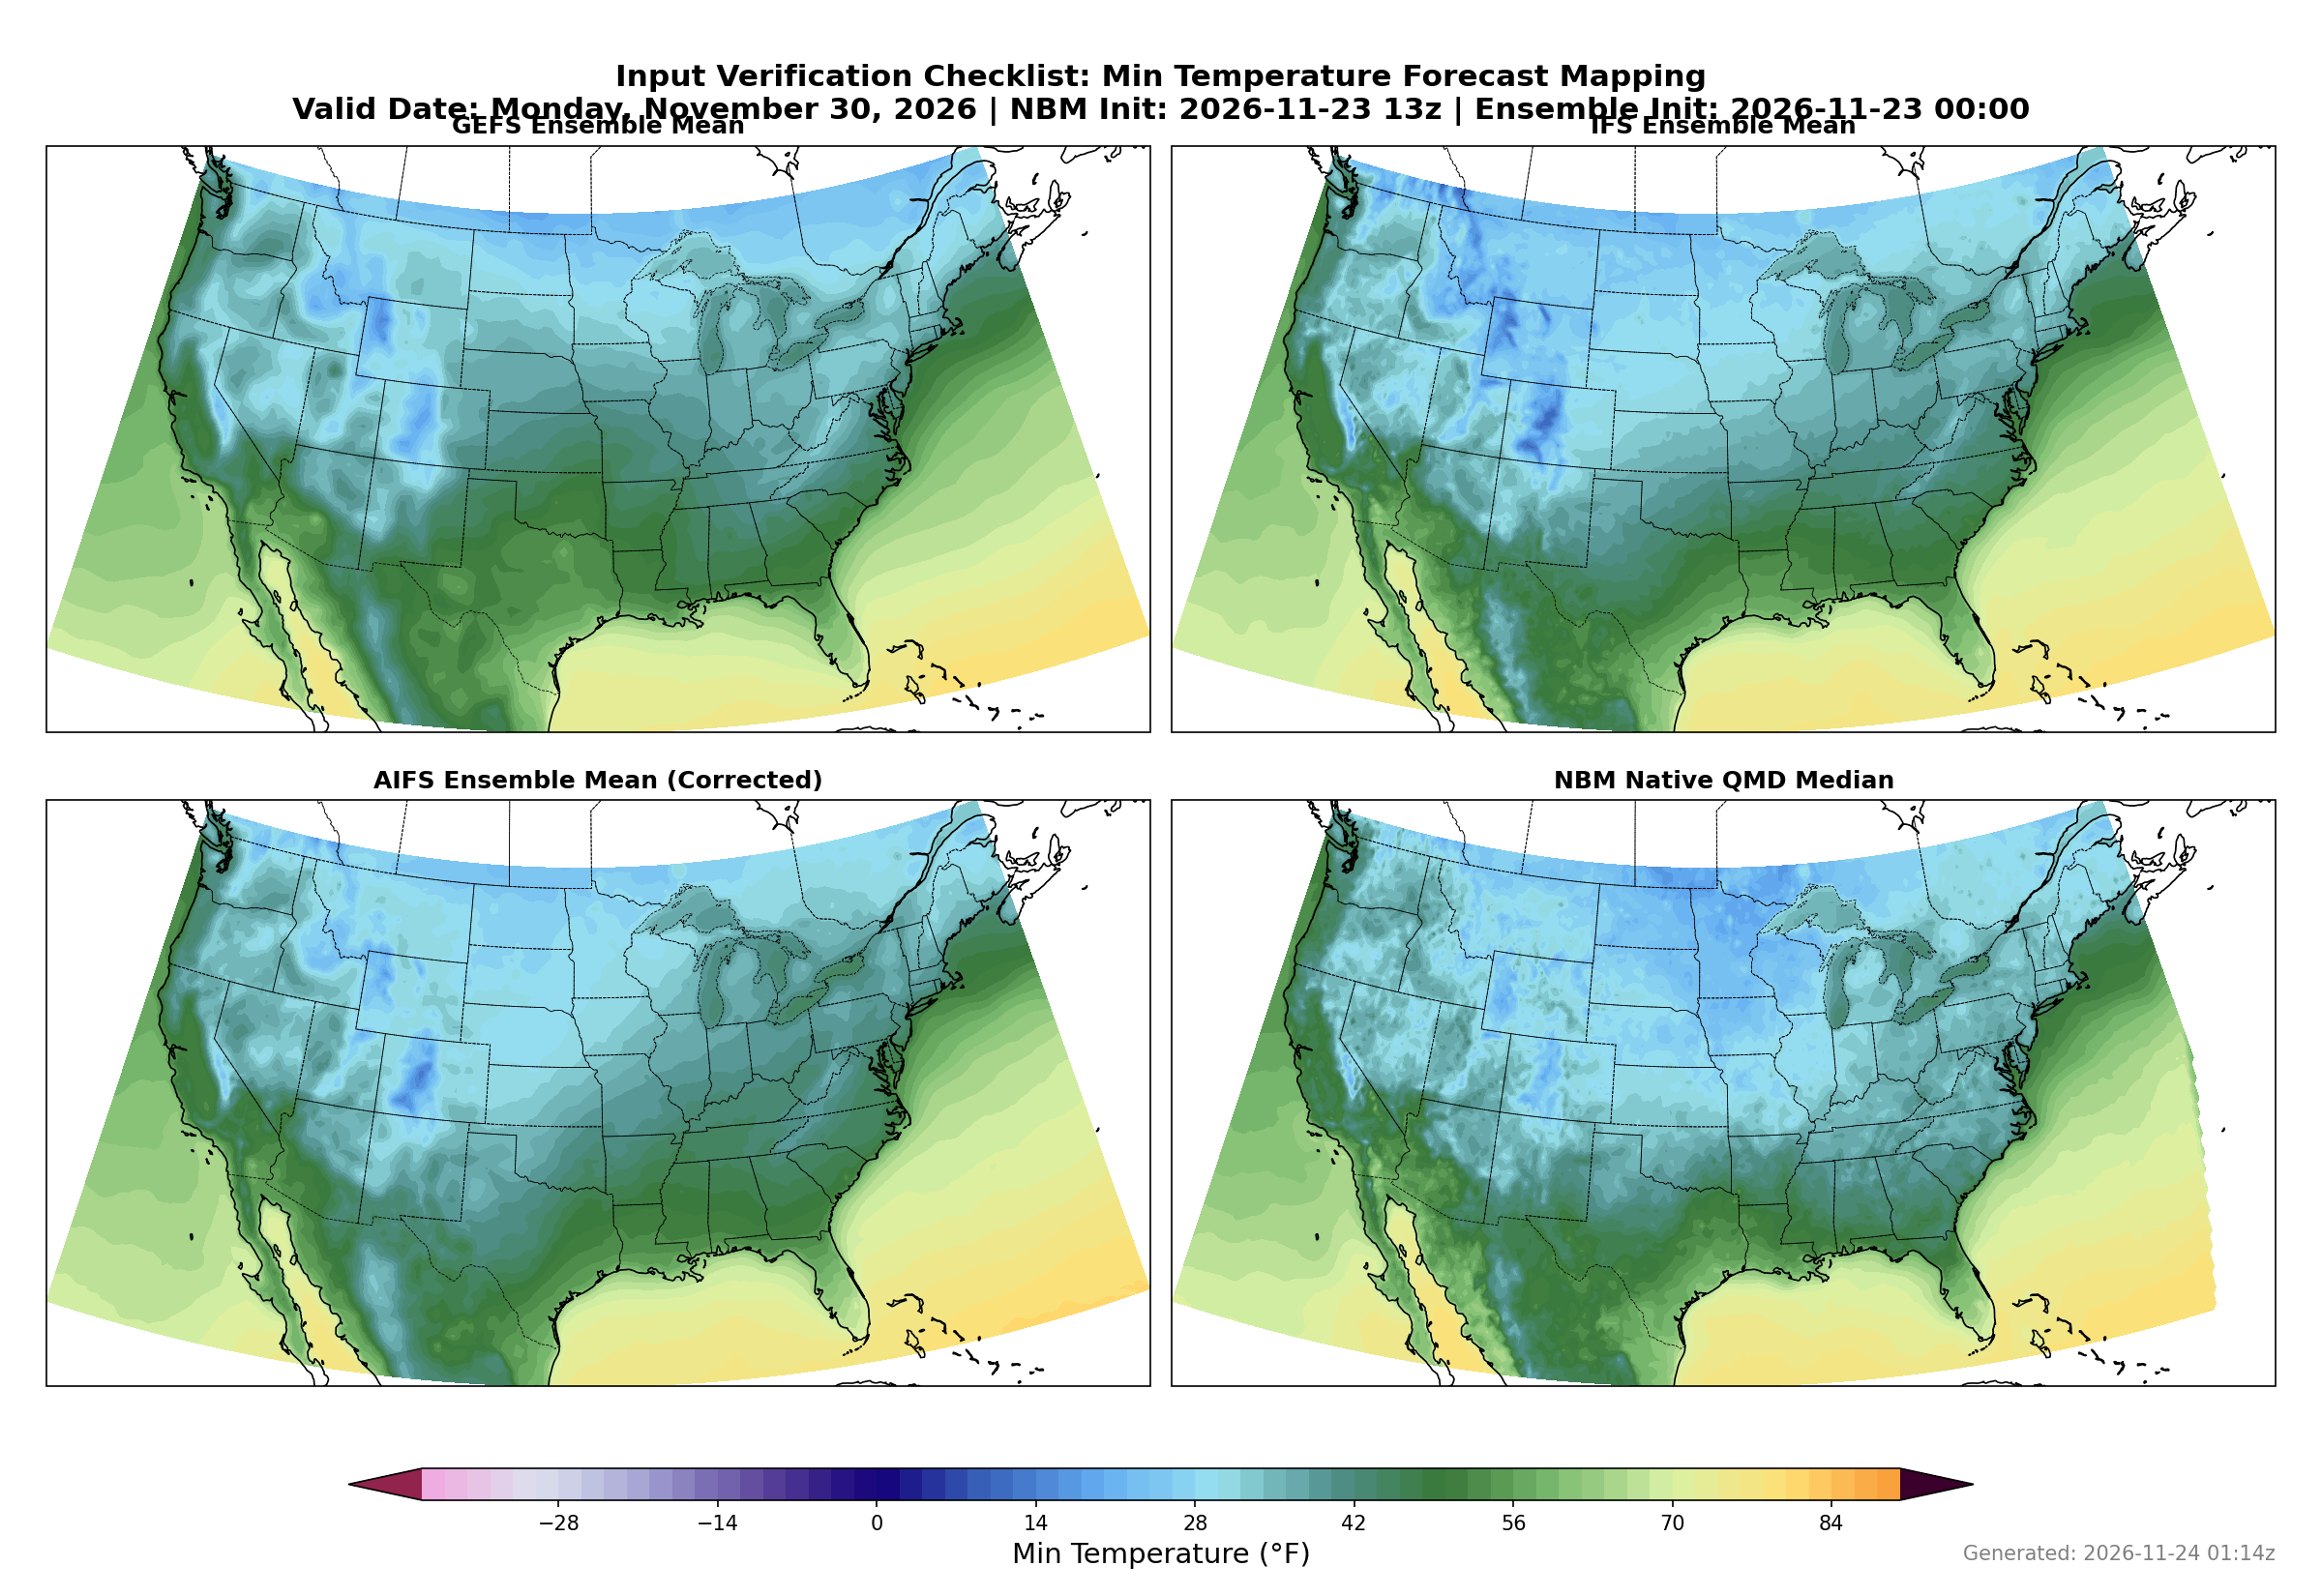 Input Verification Checklist: Min Temperature Forecast Mapping
Valid Date: Monday, November 30, 2026 | NBM Init: 2026-11-23 13z | Ensemble Init: 2026-11-23 00:00
GEFS Ensemble Mean
IFS Ensemble Mean
AIFS Ensemble Mean (Corrected)
NBM Native QMD Median
−28 −14 0 14 28 42 56 70 84
Min Temperature (°F)
Generated: 2026-11-24 01:14z